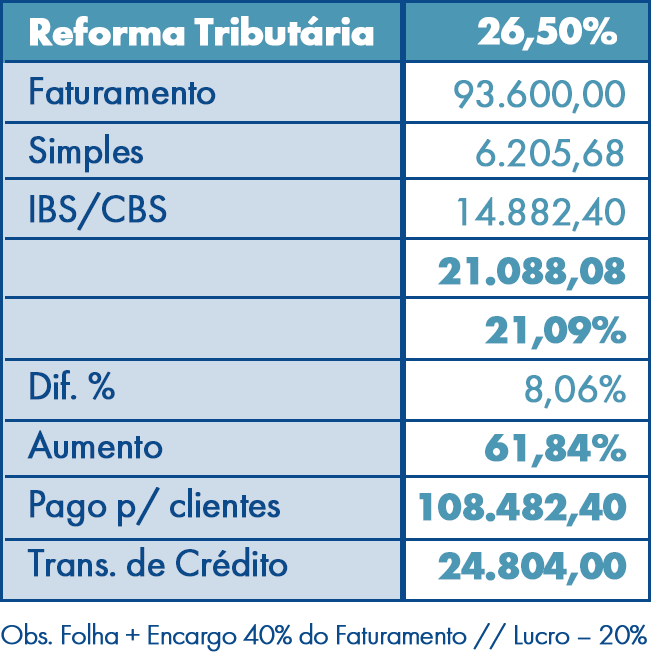 Reforma Tributária 26,50%
Faturamento 93.600,00
Simples 6.205,68
IBS/CBS 14.882,40
21.088,08
21,09%
Dif. % 8,06%
Aumento 61,84%
Pago p/ clientes 108.482,40
Trans. de Crédito 24.804,00
Obs. Folha + Encargo 40% do Faturamento // Lucro – 20%